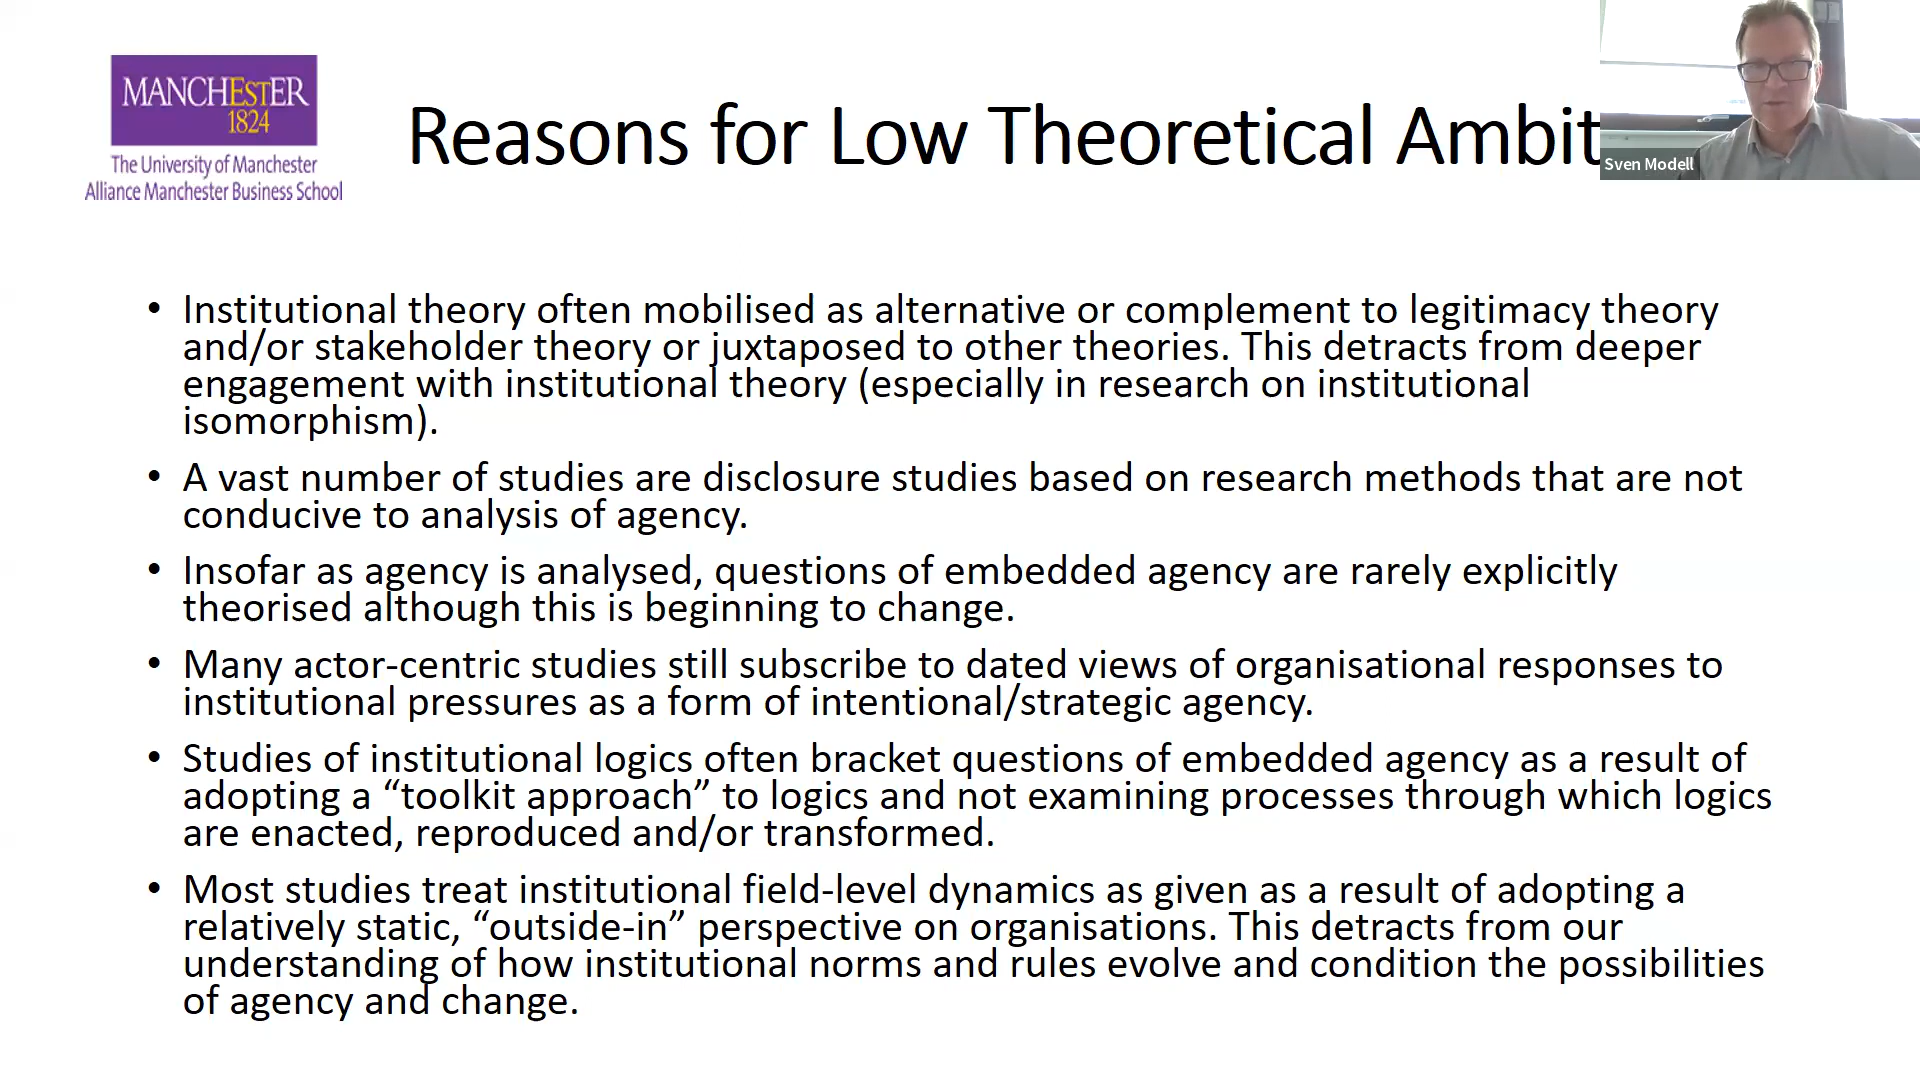 MANCHEStER
1824
The University of Manchester
Alliance Manchester Business School
Reasons for Low Theoretical Ambit
Sven Modell
• Institutional theory often mobilised as alternative or complement to legitimacy theory
and/or stakeholder theory or juxtaposed to other theories. This detracts from deeper
engagement with institutional theory (especially in research on institutional
isomorphism).
• A vast number of studies are disclosure studies based on research methods that are not
conducive to analysis of agency.
• Insofar as agency is analysed, questions of embedded agency are rarely explicitly
theorised although this is beginning to change.
• Many actor-centric studies still subscribe to dated views of organisational responses to
institutional pressures as a form of intentional/strategic agency.
• Studies of institutional logics often bracket questions of embedded agency as a result of
adopting a “toolkit approach” to logics and not examining processes through which logics
are enacted, reproduced and/or transformed.
• Most studies treat institutional field-level dynamics as given as a result of adopting a
relatively static, “outside-in” perspective on organisations. This detracts from our
understanding of how institutional norms and rules evolve and condition the possibilities
of agency and change.